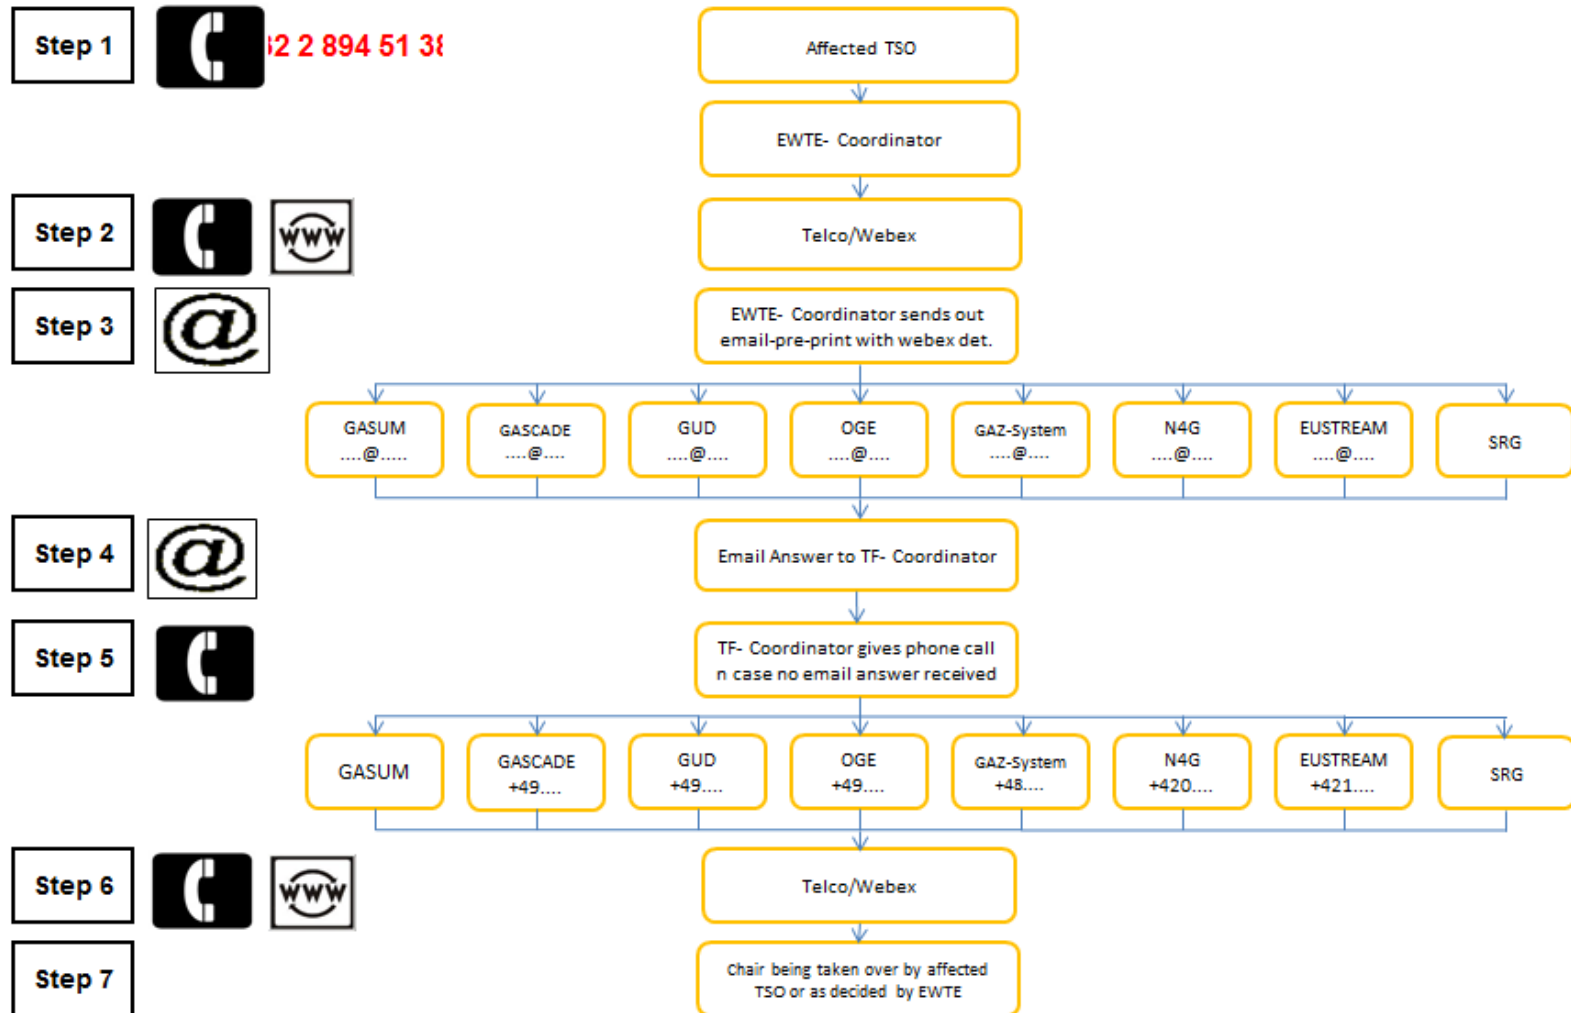 Step 1
32 2 894 51 38
Affected TSO
EWTE- Coordinator
Step 2
WWW
Telco/Webex
Step 3
@
EWTE- Coordinator sends out
email-pre-print with webex det.
GASUM
....@.....
GASCADE
....@....
GUD
....@....
OGE
....@....
GAZ-System
....@....
N4G
....@....
EUSTREAM
....@....
SRG
Step 4
@
Email Answer to TF- Coordinator
Step 5
TF- Coordinator gives phone call
n case no email answer received
GASUM
GASCADE
+49....
GUD
+49....
OGE
+49....
GAZ-System
+48....
N4G
+420....
EUSTREAM
+421....
SRG
Step 6
WWW
Telco/Webex
Step 7
Chair being taken over by affected
TSO or as decided by EWTE